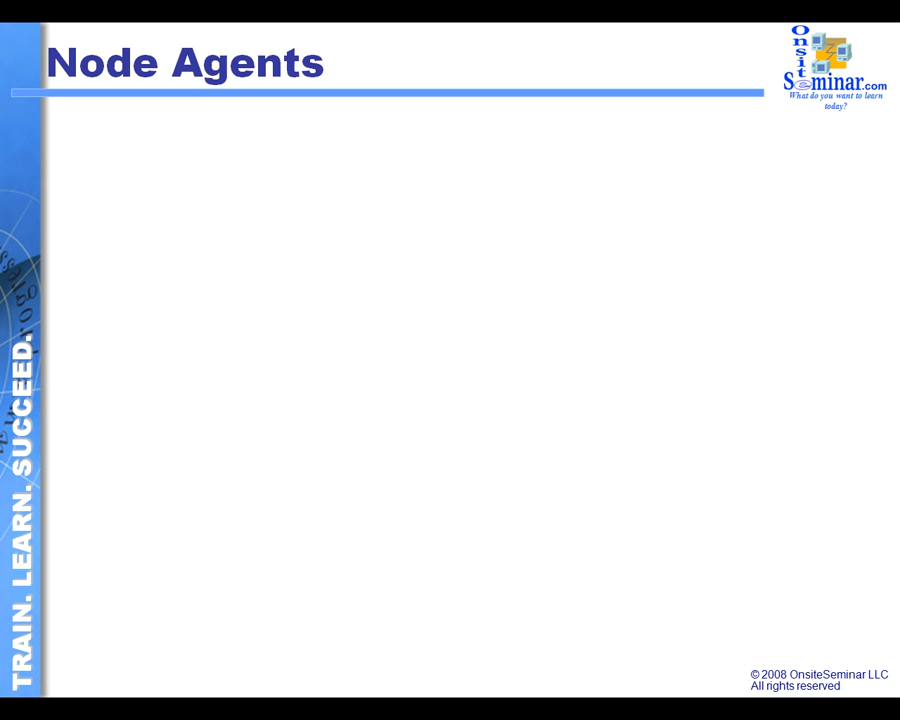 Node Agents
Onsite
Seminar.com
What do you want to learn
today?
TRAIN. LEARN. SUCCEED.
© 2008 OnsiteSeminar LLC
All rights reserved